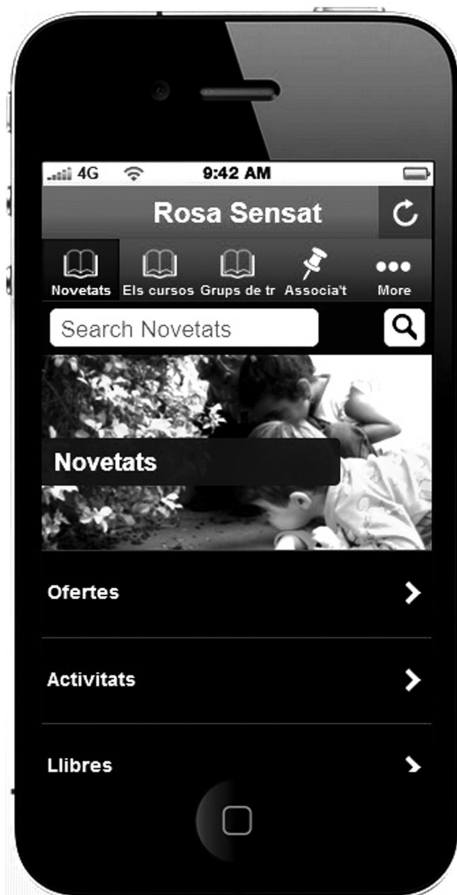 4G 9:42 AM
Rosa Sensat
Novetats Els cursos Grups de tr Associa't More
Search Novetats
Novetats
Ofertes
Activitats
Llibres